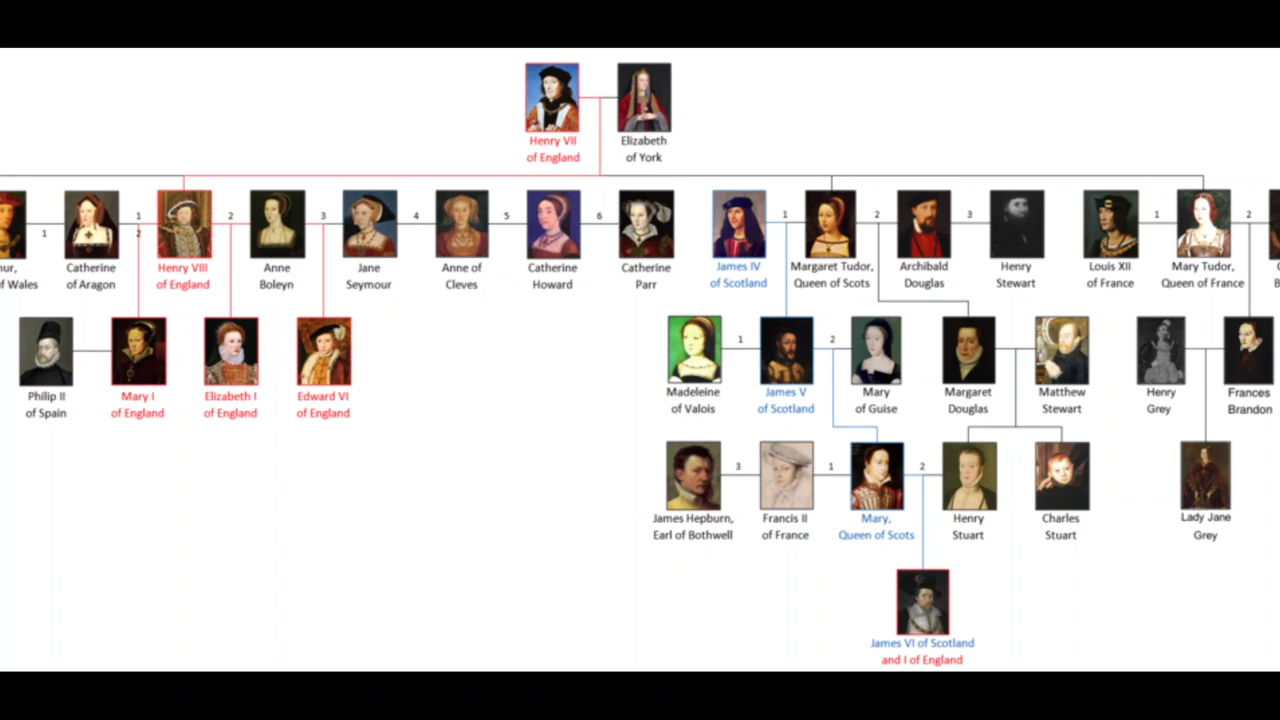 Henry VII
of England
Elizabeth
of York
1
1
2
2
3
4
5
6
1
2
3
1
2
of Wales
Catherine
of Aragon
Henry VIII
of England
Anne
Boleyn
Jane
Seymour
Anne of
Cleves
Catherine
Howard
Catherine
Parr
James IV
of Scotland
Margaret Tudor,
Queen of Scots
Archibald
Douglas
Henry
Stewart
Louis XII
of France
Mary Tudor,
Queen of France
1
2
Philip II
of Spain
Mary I
of England
Elizabeth I
of England
Edward VI
of England
Madeleine
of Valois
James V
of Scotland
Mary
of Guise
Margaret
Douglas
Matthew
Stewart
Henry
Grey
Frances
Brandon
3
1
2
James Hepburn,
Earl of Bothwell
Francis II
of France
Mary,
Queen of Scots
Henry
Stuart
Charles
Stuart
Lady Jane
Grey
James VI of Scotland
and I of England